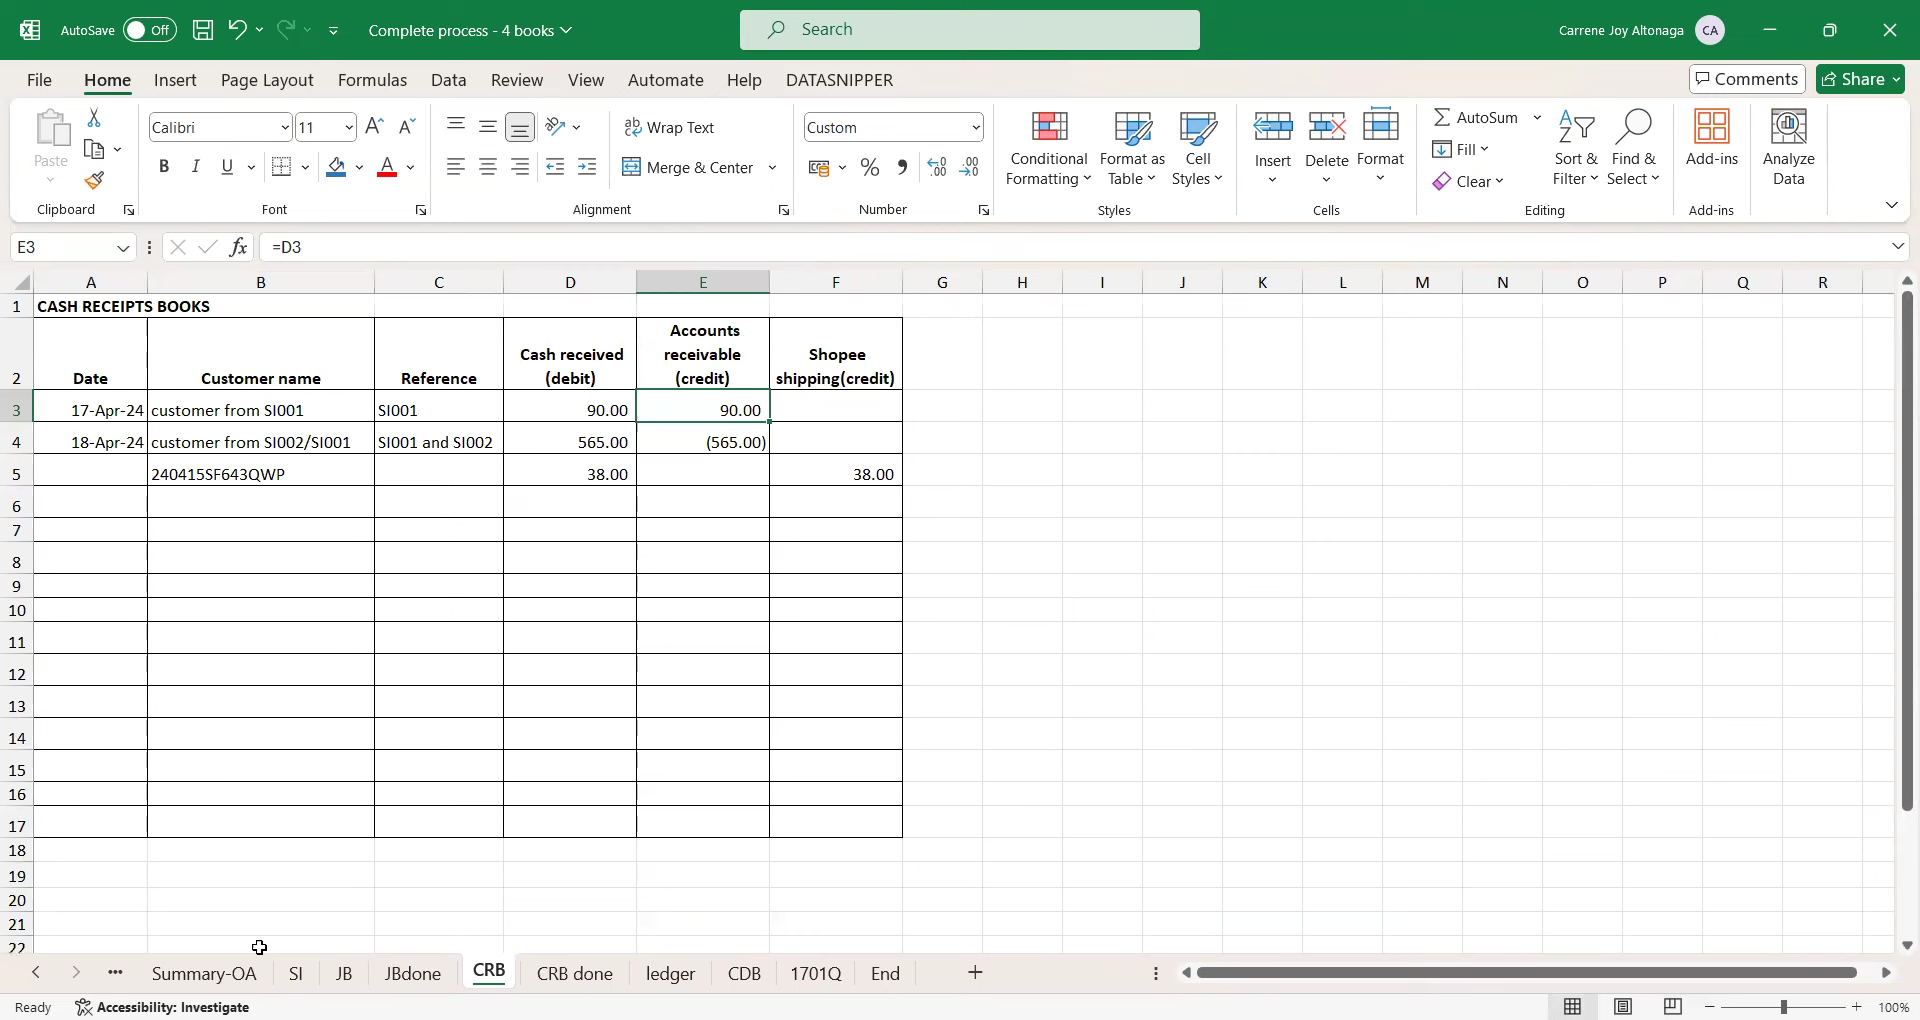 AutoSave Off Complete process - 4 books Search Carrene Joy Altonaga CA
File Home Insert Page Layout Formulas Data Review View Automate Help DATASNIPPER Comments Share
Paste
Clipboard
Calibri 11
B I U A
Font
Wrap Text
Merge & Center
Alignment
Custom
%
Number
Conditional Formatting
Format as Table
Cell Styles
Styles
Insert Delete Format
Cells
AutoSum
Fill
Clear
Sort & Filter
Find & Select
Editing
Add-ins
Add-ins
Analyze Data
E3 fx =D3
A B C D E F G H I J K L M N O P Q R
1 CASH RECEIPTS BOOKS
2 Date Customer name Reference Cash received (debit) Accounts receivable (credit) Shopee shipping(credit)
3 17-Apr-24 customer from SI001 SI001 90.00 90.00
4 18-Apr-24 customer from SI002/SI001 SI001 and SI002 565.00 (565.00)
5 240415SF643QWP 38.00 38.00
6
7
8
9
10
11
12
13
14
15
16
17
18
19
20
21
22
Summary-OA SI JB JBdone CRB CRB done ledger CDB 1701Q End
Ready Accessibility: Investigate 100%